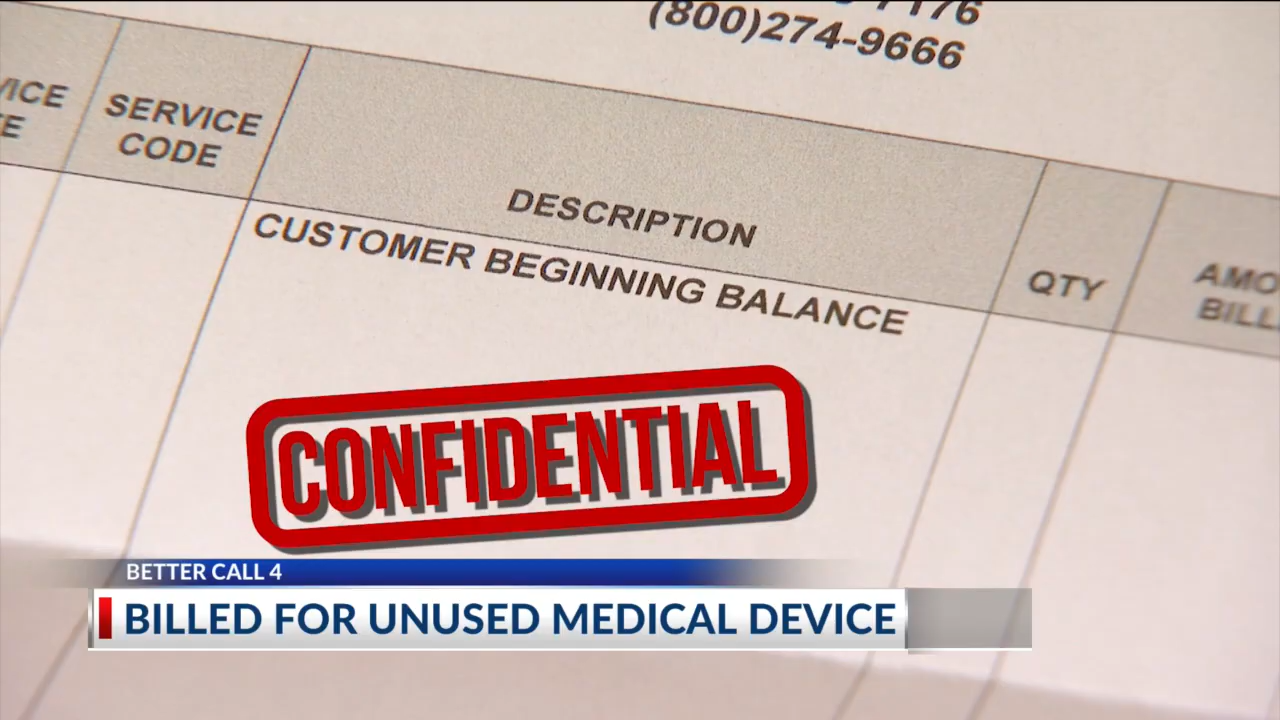 (800)274-9666
SERVICE
CODE
DESCRIPTION
QTY
CUSTOMER BEGINNING BALANCE
CONFIDENTIAL
BETTER CALL 4
BILLED FOR UNUSED MEDICAL DEVICE